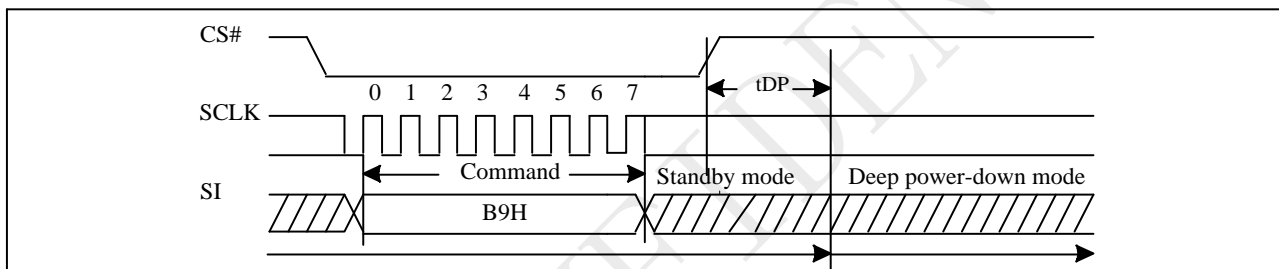 CS#
tDP
0 1 2 3 4 5 6 7
SCLK
Command
Standby mode
Deep power-down mode
SI
B9H